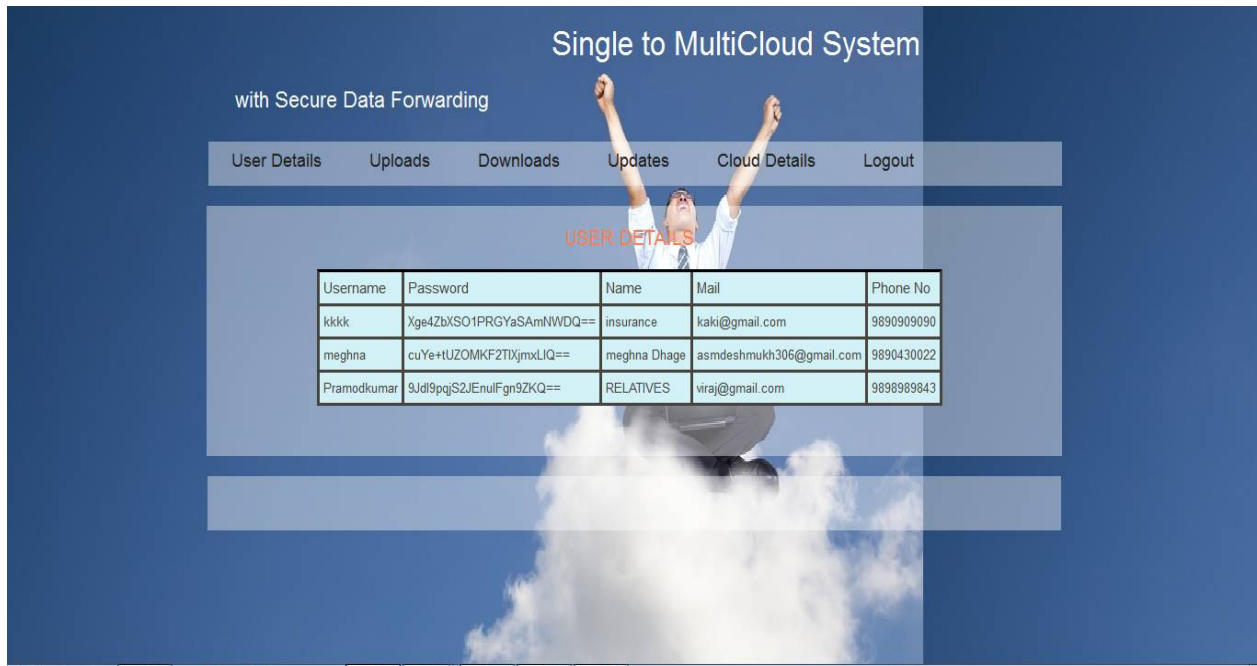 Single to MultiCloud System
with Secure Data Forwarding
User Details Uploads Downloads Updates Cloud Details Logout
USER DETAILS
Username Password Name Mail Phone No
kkkk Xge4ZbXSO1PRGYaSAmNWDQ== insurance kaki@gmail.com 9890909090
meghna cuYe+tUZOMKF2TlXjmxLIQ== meghna Dhage asmdeshmukh306@gmail.com 9890430022
Pramodkumar 9Jdl9pqjS2JEnulFgn9ZKQ== RELATIVES viraj@gmail.com 9898989843